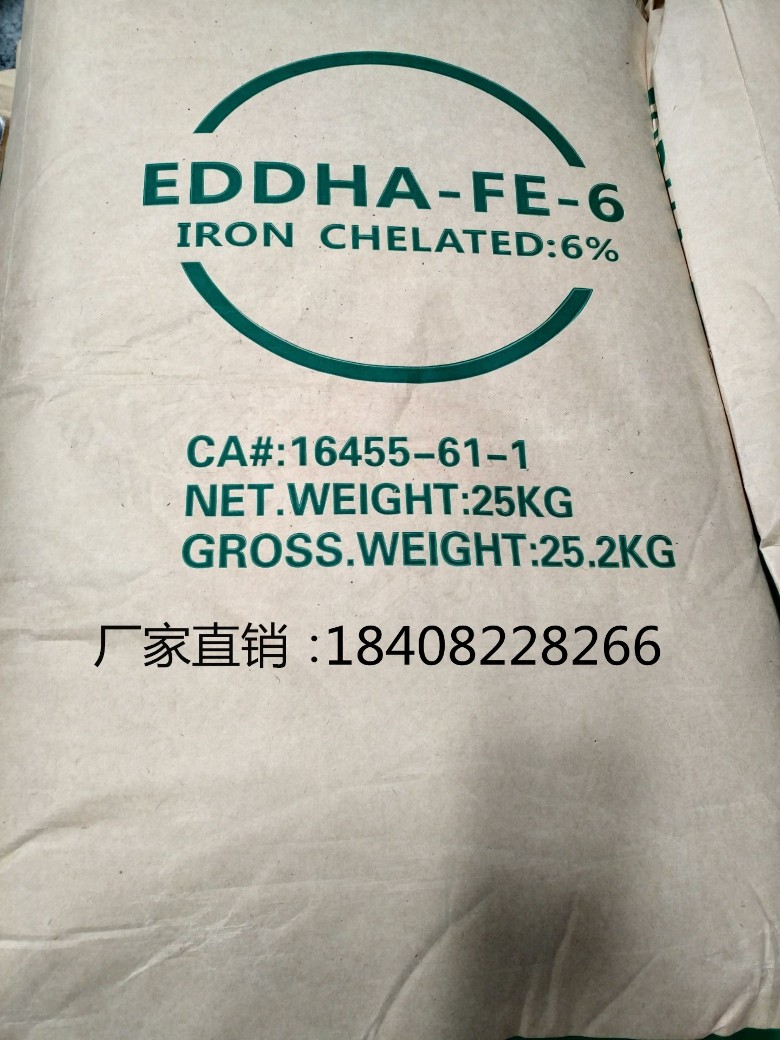 EDDHA-FE-6
IRON CHELATED:6%
CA#:16455-61-1
NET.WEIGHT:25KG
GROSS.WEIGHT:25.2KG
厂家直销:18408228266